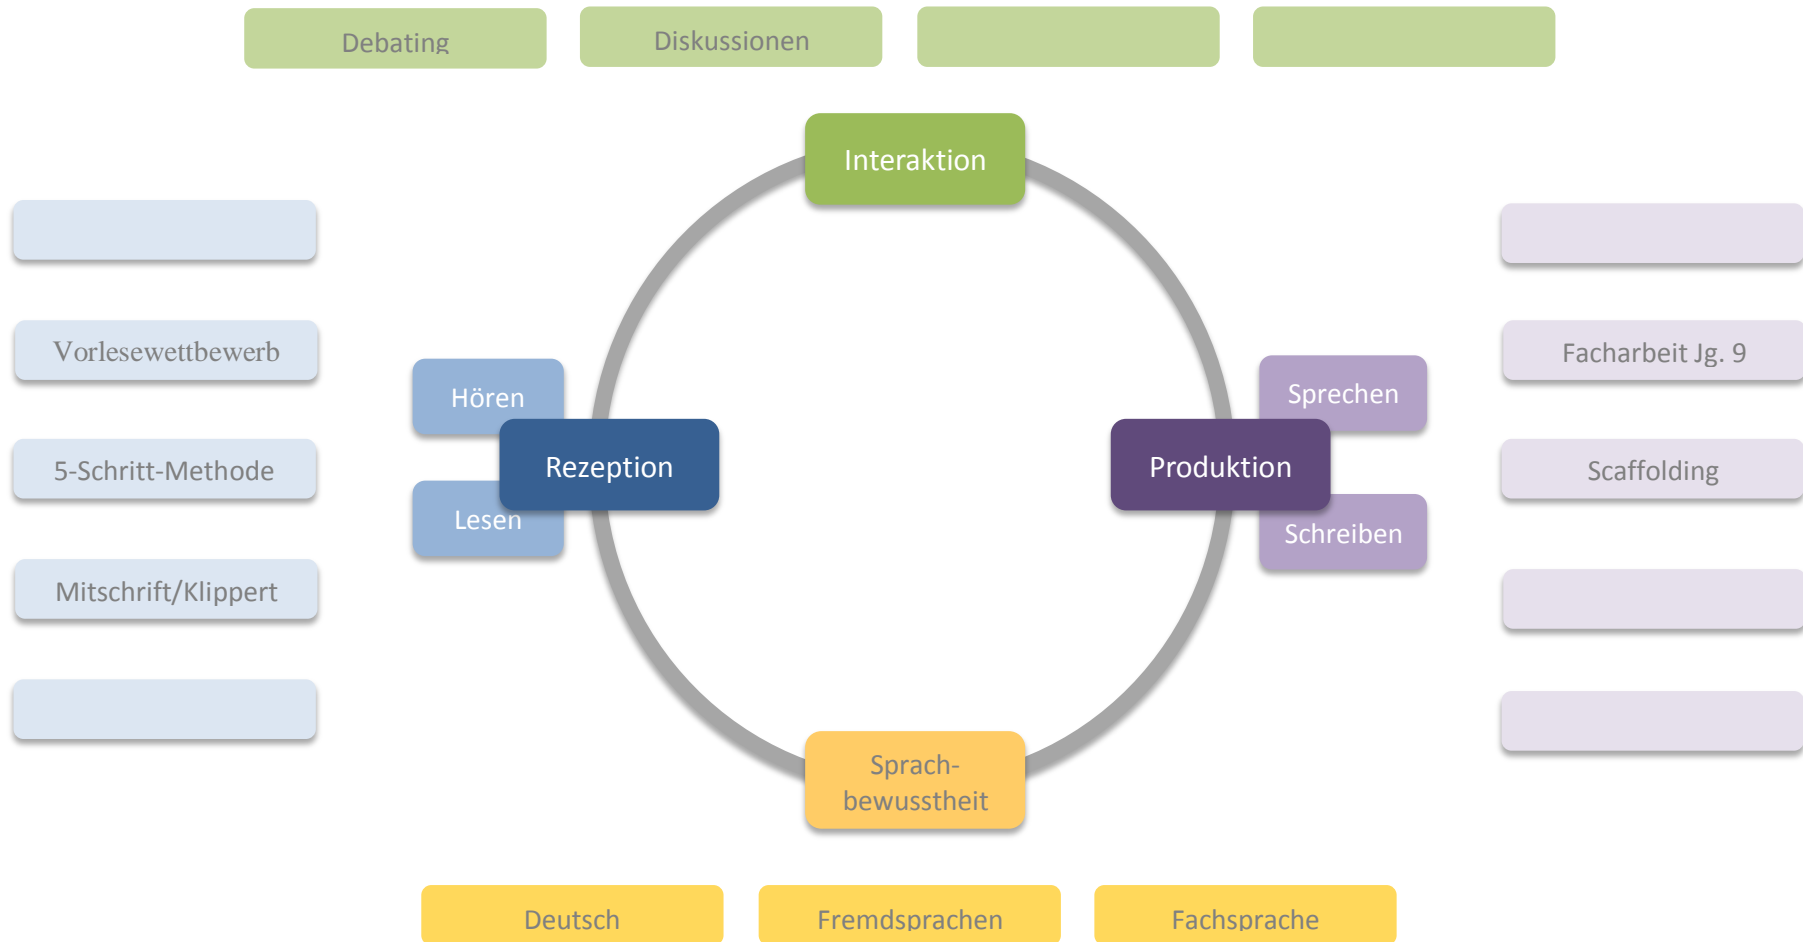 Debating
Diskussionen
Interaktion
Vorlesewettbewerb
Facharbeit Jg. 9
Hören
Sprechen
5-Schritt-Methode
Rezeption
Produktion
Scaffolding
Lesen
Schreiben
Mitschrift/Klippert
Sprach-
bewusstheit
Deutsch
Fremdsprachen
Fachsprache